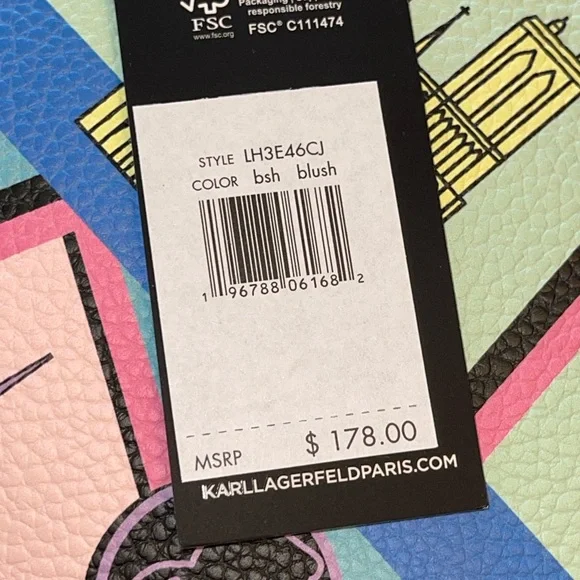 FSC
www.fsc.org
responsible forestry
FSC® C111474
STYLE LH3E46CJ
COLOR bsh blush
1 96788 06168 2
MSRP $ 178.00
KARLLAGERFELDPARIS.COM